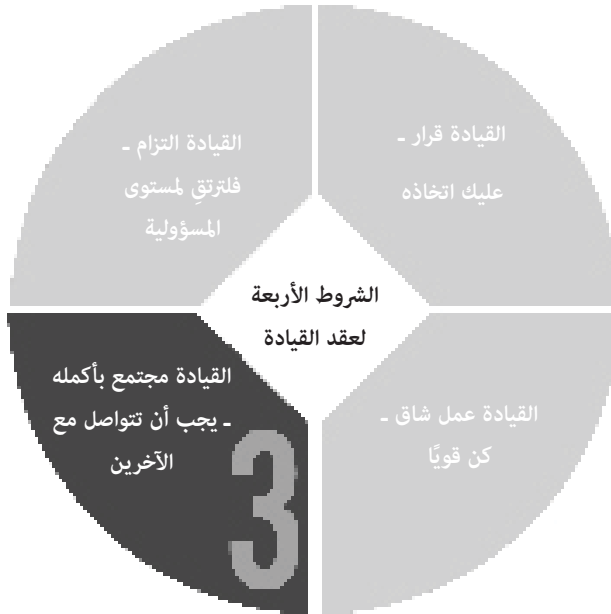 القيادة قرار ـ
عليك اتخاذه
القيادة التزام ـ
فلترتقِ لمستوى
المسؤولية
الشروط الأربعة
لعقد القيادة
القيادة عمل شاق ـ
كن قويًا
القيادة مجتمع بأكمله
ـ يجب أن تتواصل مع
الآخرين
3